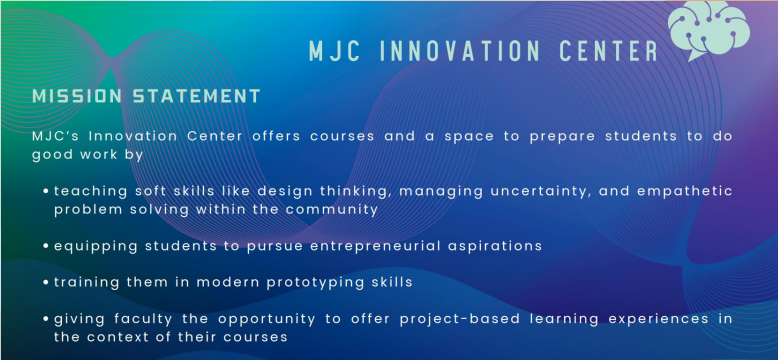 MJC INNOVATION CENTER
MISSION STATEMENT
MJC's Innovation Center offers courses and a space to prepare students to do
good work by
• teaching soft skills like design thinking, managing uncertainty, and empathetic
problem solving within the community
• equipping students to pursue entrepreneurial aspirations
• training them in modern prototyping skills
• giving faculty the opportunity to offer project-based learning experiences in
the context of their courses